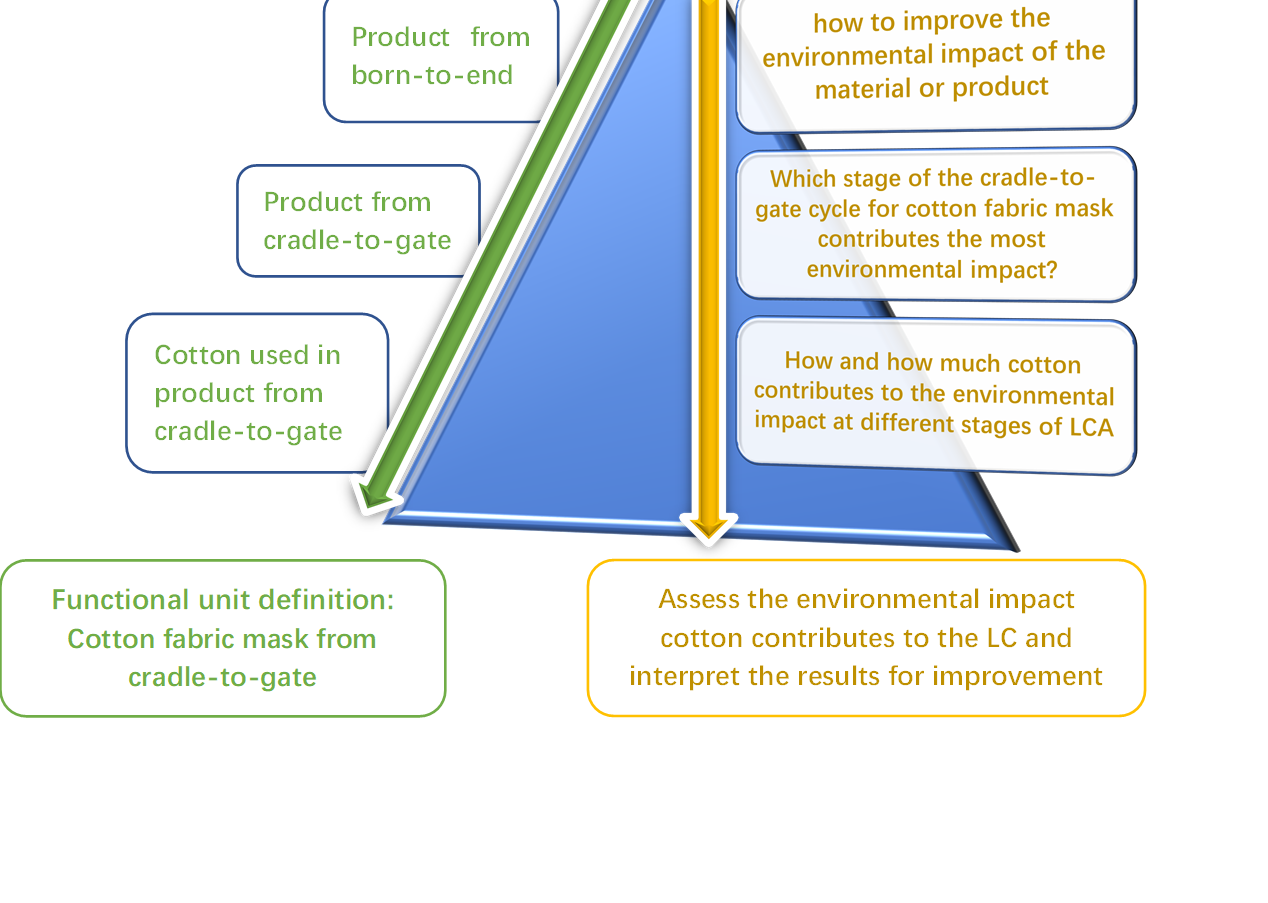 Product from
born-to-end
how to improve the
environmental impact of the
material or product
Product from
cradle-to-gate
Which stage of the cradle-to-
gate cycle for cotton fabric mask
contributes the most
environmental impact?
Cotton used in
product from
cradle-to-gate
How and how much cotton
contributes to the environmental
impact at different stages of LCA
Functional unit definition:
Cotton fabric mask from
cradle-to-gate
Assess the environmental impact
cotton contributes to the LC and
interpret the results for improvement